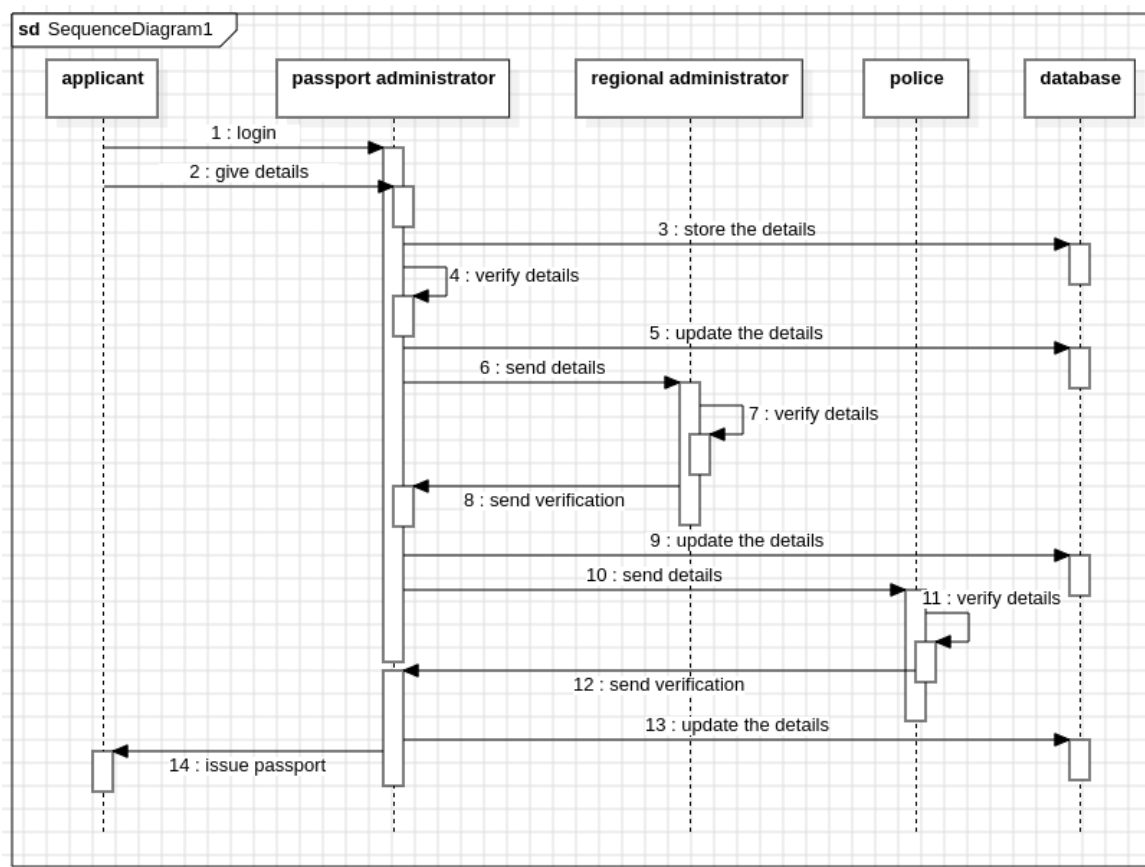 sd SequenceDiagram1
applicant
passport administrator
regional administrator
police
database
1 : login
2 : give details
3 : store the details
4 : verify details
5 : update the details
6 : send details
7 : verify details
8 : send verification
9 : update the details
10 : send details
11 : verify details
12 : send verification
13 : update the details
14 : issue passport